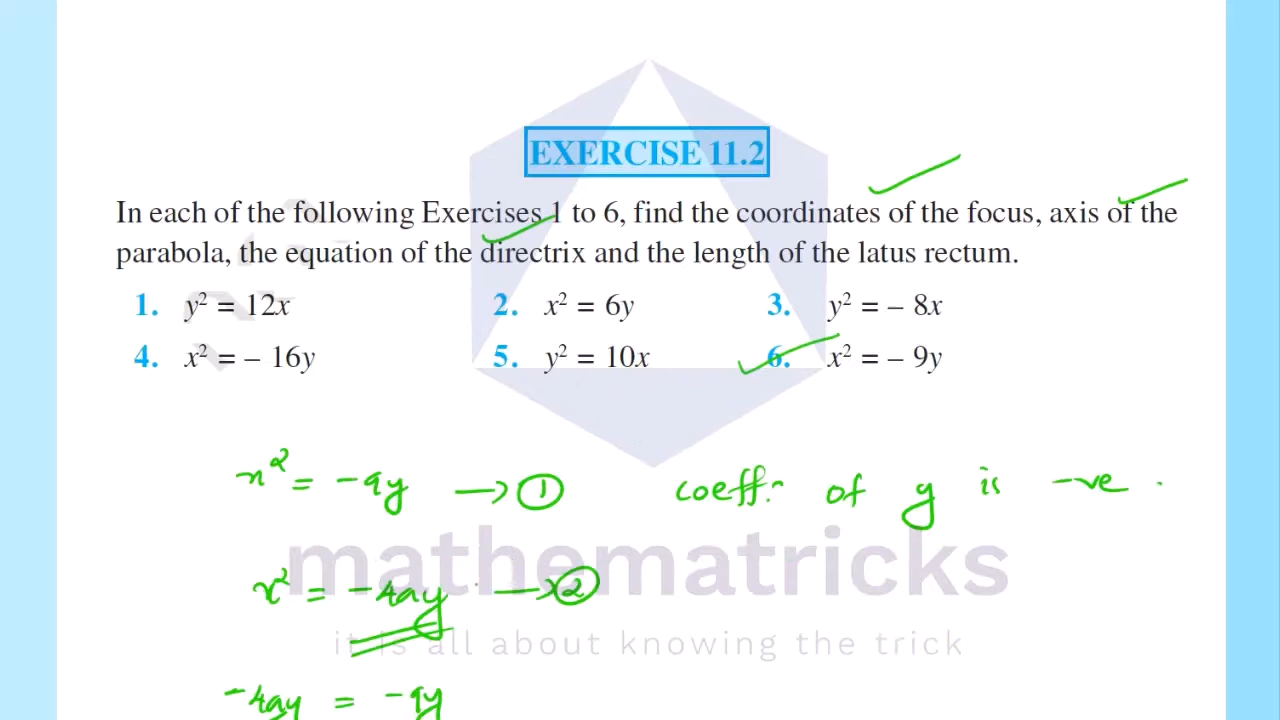 EXERCISE 11.2
In each of the following Exercises 1 to 6, find the coordinates of the focus, axis of the
parabola, the equation of the directrix and the length of the latus rectum.
1. y² = 12x 2. x² = 6y 3. y² = – 8x
4. x² = – 16y 5. y² = 10x 6. x² = – 9y
x² = -9y → ① coeff. of y is -ve.
mathematricks
x² = -4ay → ②
it is all about knowing the trick
-4ay = -9y